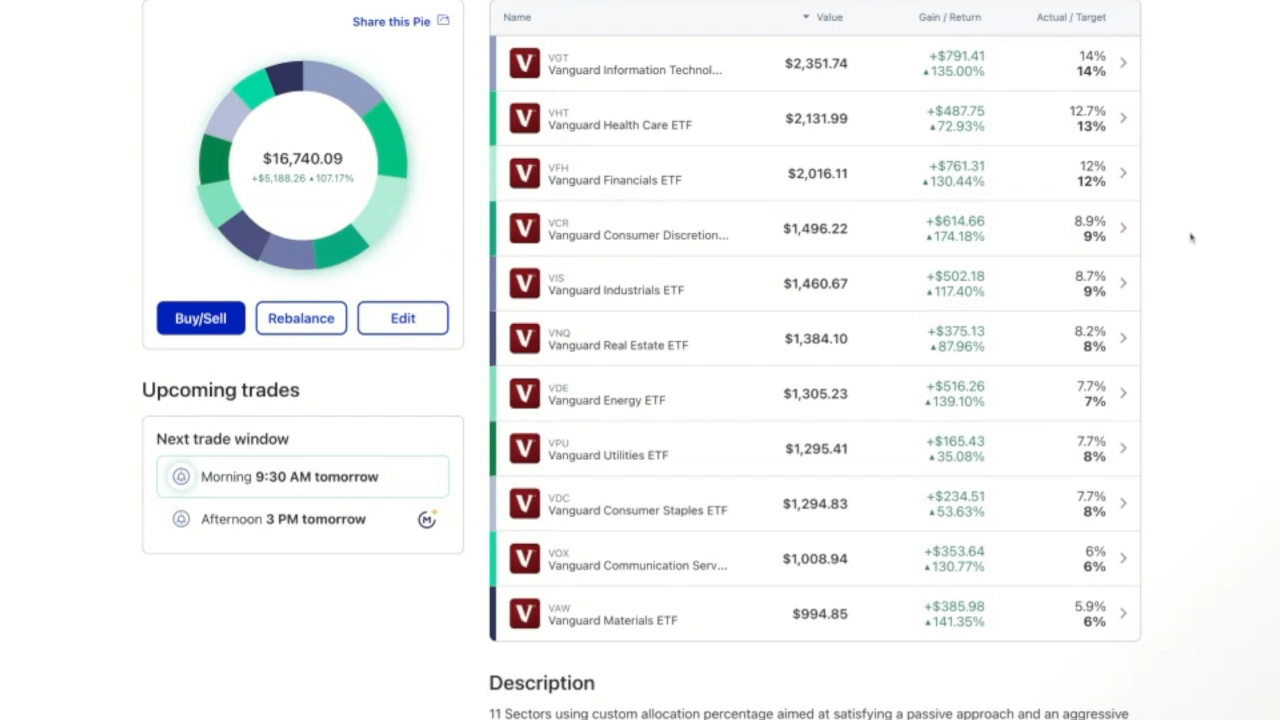 Share this Pie
$16,740.09
+$5,188.26 ▲107.17%
Buy/Sell
Rebalance
Edit
Upcoming trades
Next trade window
Morning 9:30 AM tomorrow
Afternoon 3 PM tomorrow
M+
Name ▼ Value Gain / Return Actual / Target
V VGT
Vanguard Information Technol... $2,351.74 +$791.41 14%
▲135.00% 14%
V VHT
Vanguard Health Care ETF $2,131.99 +$487.75 12.7%
▲72.93% 13%
V VFH
Vanguard Financials ETF $2,016.11 +$761.31 12%
▲130.44% 12%
V VCR
Vanguard Consumer Discretion... $1,496.22 +$614.66 8.9%
▲174.18% 9%
V VIS
Vanguard Industrials ETF $1,460.67 +$502.18 8.7%
▲117.40% 9%
V VNQ
Vanguard Real Estate ETF $1,384.10 +$375.13 8.2%
▲87.96% 8%
V VDE
Vanguard Energy ETF $1,305.23 +$516.26 7.7%
▲139.10% 7%
V VPU
Vanguard Utilities ETF $1,295.41 +$165.43 7.7%
▲35.08% 8%
V VDC
Vanguard Consumer Staples ETF $1,294.83 +$234.51 7.7%
▲53.63% 8%
V VOX
Vanguard Communication Serv... $1,008.94 +$353.64 6%
▲130.77% 6%
V VAW
Vanguard Materials ETF $994.85 +$385.98 5.9%
▲141.35% 6%
Description
11 Sectors using custom allocation percentage aimed at satisfying a passive approach and an aggressive